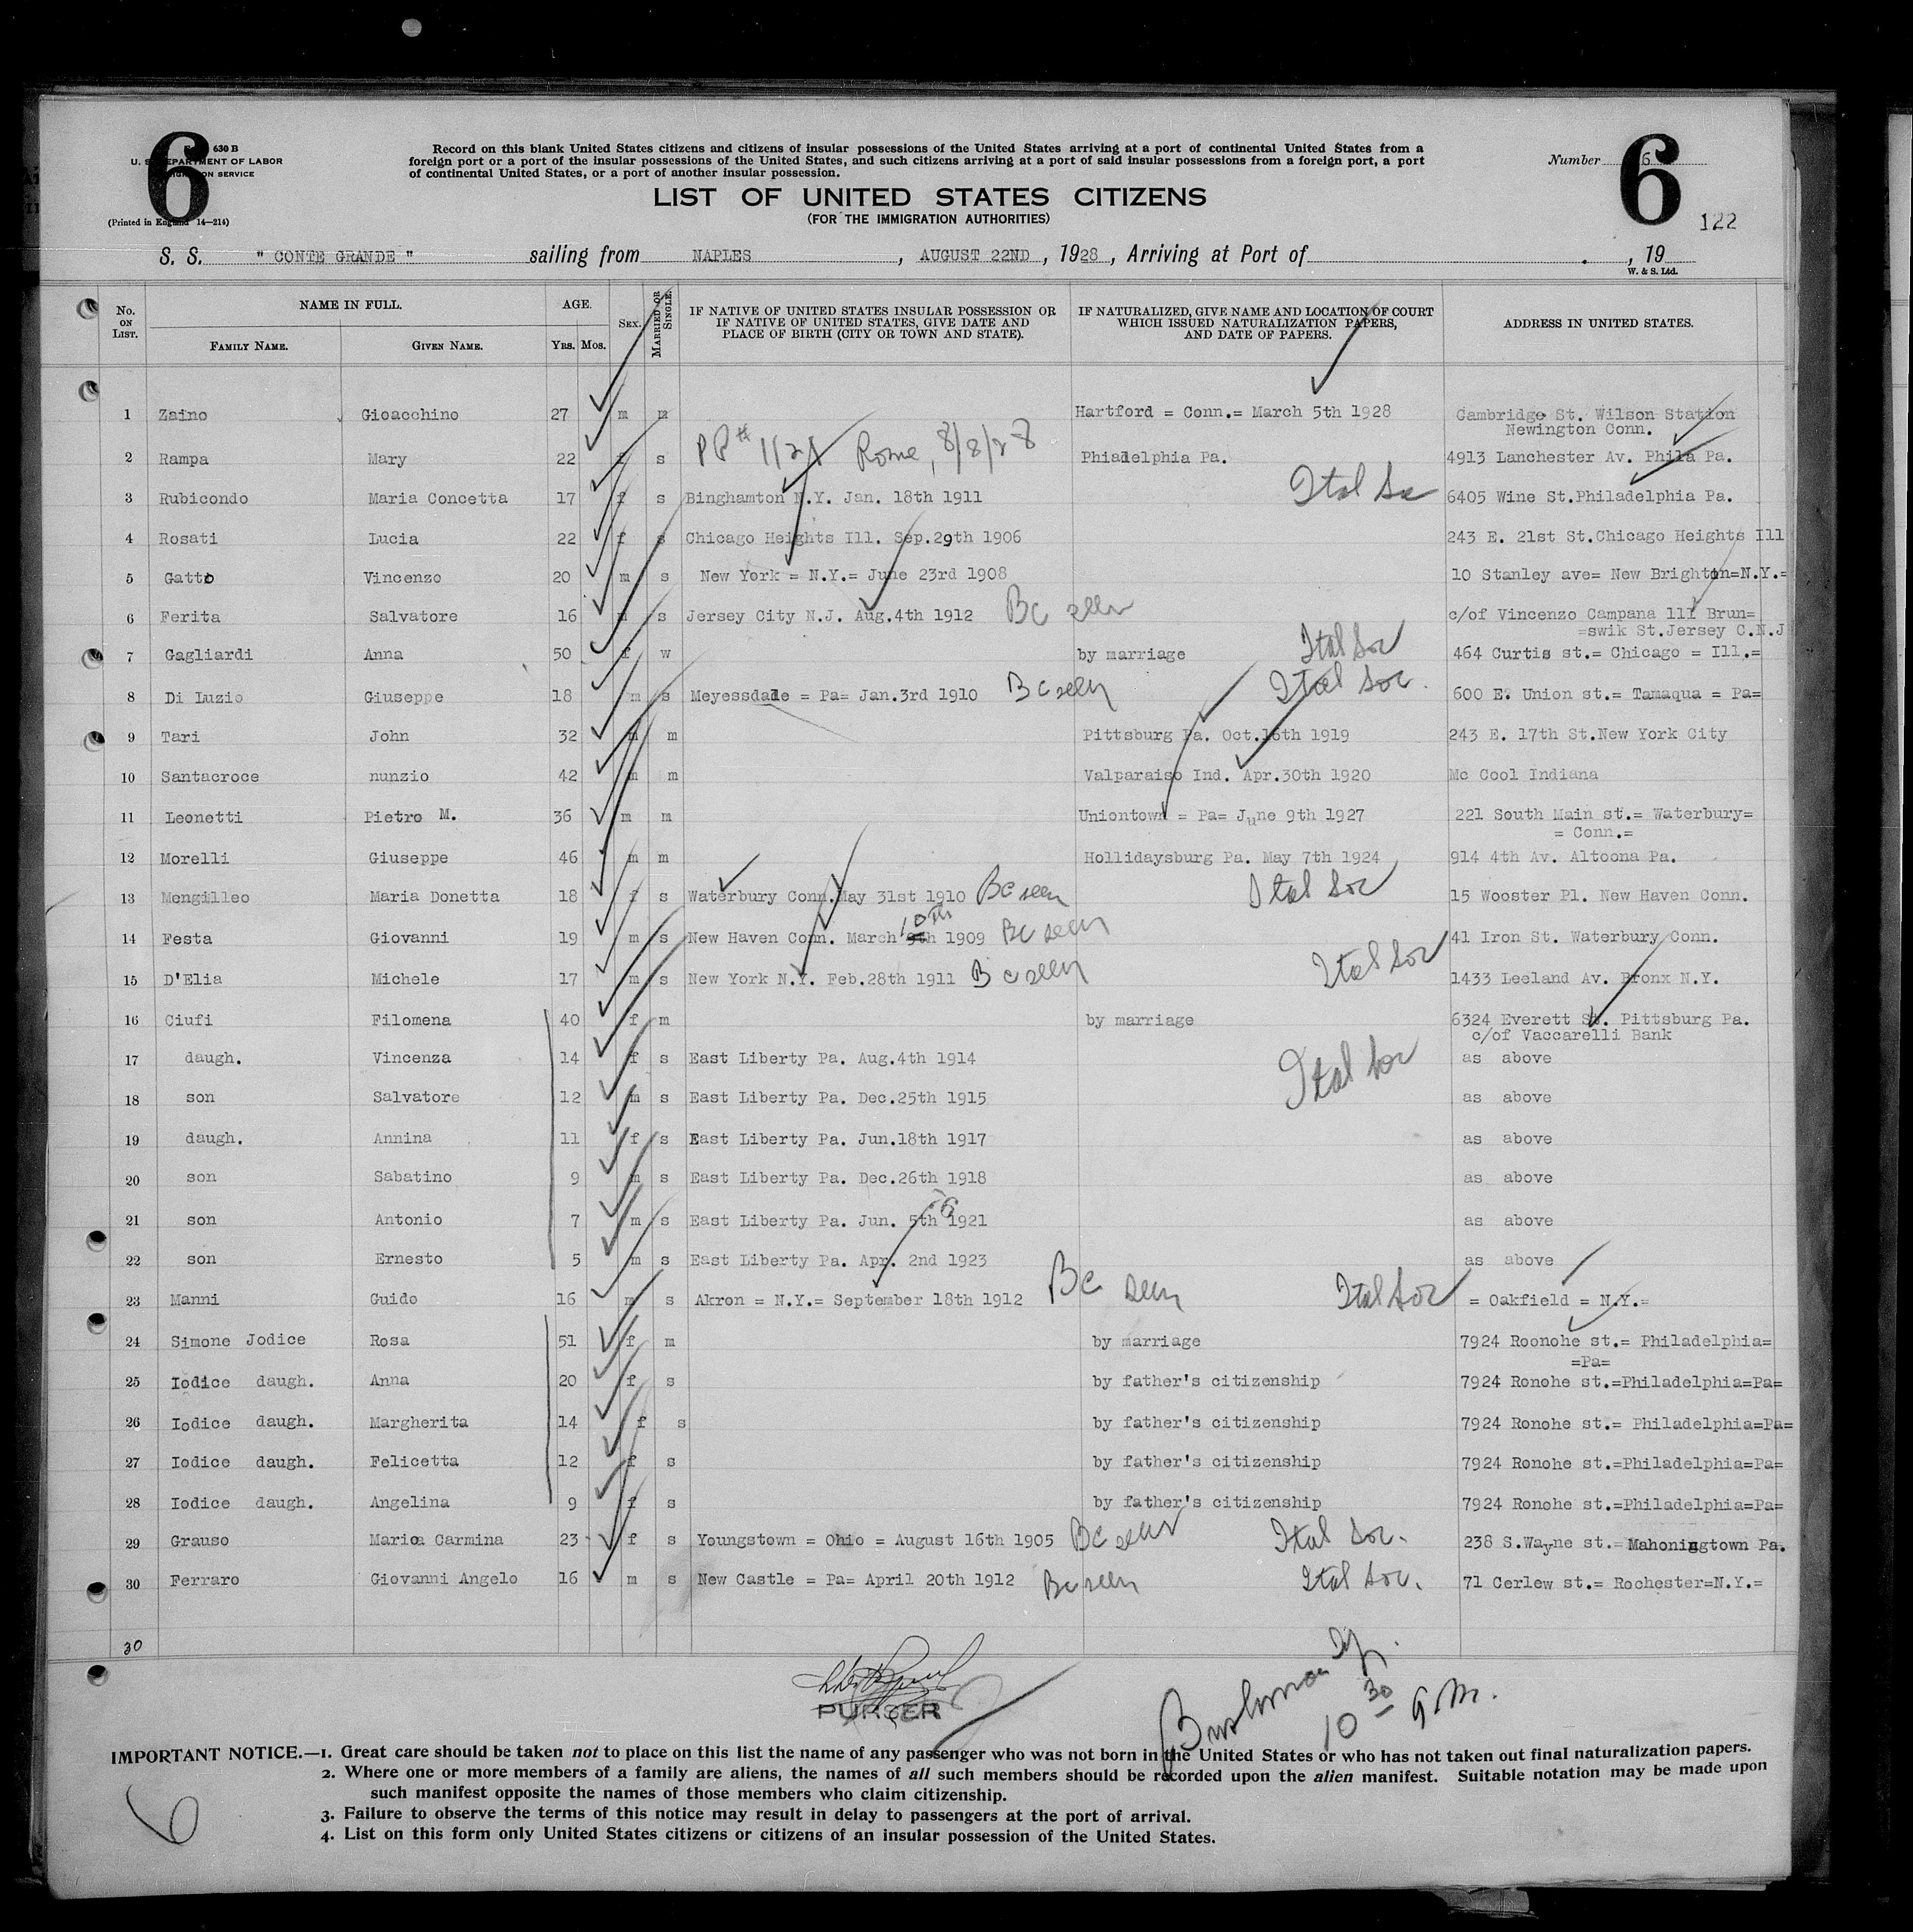 6
630 B
U. S. DEPARTMENT OF LABOR
IMMIGRATION SERVICE
(Printed in England 14—214)
Record on this blank United States citizens and citizens of insular possessions of the United States arriving at a port of continental United States from a
foreign port or a port of the insular possessions of the United States, and such citizens arriving at a port of said insular possessions from a foreign port, a port
of continental United States, or a port of another insular possession.
Number 6
6
122
LIST OF UNITED STATES CITIZENS
(FOR THE IMMIGRATION AUTHORITIES)
S. S. " CONTE GRANDE " sailing from NAPLES , AUGUST 22ND , 1928 , Arriving at Port of , 19
W. & S. Ltd.
No. ON LIST. NAME IN FULL. FAMILY NAME. GIVEN NAME. AGE. YRS. MOS. SEX. MARRIED OR SINGLE. IF NATIVE OF UNITED STATES INSULAR POSSESSION OR IF NATIVE OF UNITED STATES, GIVE DATE AND PLACE OF BIRTH (CITY OR TOWN AND STATE). IF NATURALIZED, GIVE NAME AND LOCATION OF COURT WHICH ISSUED NATURALIZATION PAPERS, AND DATE OF PAPERS. ADDRESS IN UNITED STATES.
1 Zaino Gioacchino 27 m m Hartford = Conn.= March 5th 1928 Cambridge St. Wilson Station
Newington Conn.
2 Rampa Mary 22 f s PP# Rome, 8/8/28 Phiadelphia Pa. 4913 Lanchester Av. Phila Pa.
3 Rubicondo Maria Concetta 17 f s Binghamton N.Y. Jan. 18th 1911 Ital Soc 6405 Wine St.Philadelphia Pa.
4 Rosati Lucia 22 f s Chicago Heights Ill. Sep.29th 1906 243 E. 21st St.Chicago Heights Ill
5 Gatto Vincenzo 20 m s New York = N.Y.= June 23rd 1908 10 Stanley ave= New Brighton=N.Y.=
6 Ferita Salvatore 16 m s Jersey City N.J. Aug.4th 1912 Bc seen c/of Vincenzo Campana 111 Brun=
=swik St.Jersey C.N.J
7 Gagliardi Anna 50 f w by marriage Ital Soc 464 Curtis st.= Chicago = Ill.=
8 Di Luzio Giuseppe 18 m s Meyessdale = Pa= Jan.3rd 1910 Bc seen Ital Soc. 600 E. Union st.= Tamaqua = Pa=
9 Tari John 32 m m Pittsburg Pa. Oct.16th 1919 243 E. 17th St.New York City
10 Santacroce nunzio 42 m m Valparaiso Ind. Apr.30th 1920 Mc Cool Indiana
11 Leonetti Pietro M. 36 m m Uniontown = Pa= June 9th 1927 221 South Main st.= Waterbury=
= Conn.=
12 Morelli Giuseppe 46 m m Hollidaysburg Pa. May 7th 1924 914 4th Av. Altoona Pa.
13 Mengilleo Maria Donetta 18 f s Waterbury Conn.May 31st 1910 Bc seen Ital Soc 15 Wooster Pl. New Haven Conn.
14 Festa Giovanni 19 m s New Haven Conn. March 9th 10th 1909 Bc seen 41 Iron St. Waterbury Conn.
15 D'Elia Michele 17 m s New York N.Y. Feb.28th 1911 Bc seen Ital Soc 1433 Leeland Av. Bronx N.Y.
16 Ciufi Filomena 40 f m by marriage 6324 Everett St. Pittsburg Pa.
c/of Vaccarelli Bank
17 daugh. Vincenza 14 f s East Liberty Pa. Aug.4th 1914 Ital Soc as above
18 son Salvatore 12 m s East Liberty Pa. Dec.25th 1915 as above
19 daugh. Annina 11 f s East Liberty Pa. Jun.18th 1917 as above
20 son Sabatino 9 m s East Liberty Pa. Dec.26th 1918 as above
21 son Antonio 7 m s East Liberty Pa. Jun. 5th 1921 as above
22 son Ernesto 5 m s East Liberty Pa. Apr. 2nd 1923 as above
23 Manni Guido 16 m s Akron = N.Y.= September 18th 1912 Bc seen Ital Soc = Oakfield = N.Y.=
24 Simone Jodice Rosa 51 f m by marriage 7924 Roonohe st.= Philadelphia=
=Pa=
25 Iodice daugh. Anna 20 f s by father's citizenship 7924 Ronohe st.=Philadelphia=Pa=
26 Iodice daugh. Margherita 14 f s by father's citizenship 7924 Ronohe st.= Philadelphia=Pa=
27 Iodice daugh. Felicetta 12 f s by father's citizenship 7924 Ronohe st.=Philadelphia=Pa=
28 Iodice daugh. Angelina 9 f s by father's citizenship 7924 Ronohe st.=Philadelphia=Pa=
29 Grauso Maria Carmina 23 f s Youngstown = Ohio = August 16th 1905 Bc seen Ital Soc. 238 S.Wayne st.= Mahoningtown Pa.
30 Ferraro Giovanni Angelo 16 m s New Castle = Pa= April 20th 1912 Bc seen Ital Soc. 71 Cerlew st.= Rochester=N.Y.=
30
PURSER
10 30 a.m.
IMPORTANT NOTICE.—1. Great care should be taken not to place on this list the name of any passenger who was not born in the United States or who has not taken out final naturalization papers.
2. Where one or more members of a family are aliens, the names of all such members should be recorded upon the alien manifest. Suitable notation may be made upon
such manifest opposite the names of those members who claim citizenship.
3. Failure to observe the terms of this notice may result in delay to passengers at the port of arrival.
4. List on this form only United States citizens or citizens of an insular possession of the United States.
6